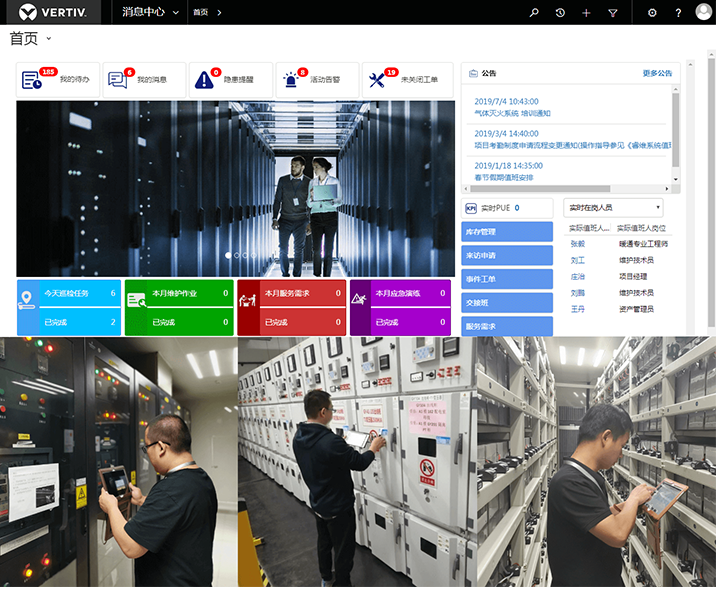 VERTIV.
消息中心
首页
首页
185
我的待办
6
我的消息
0
隐患提醒
8
活动告警
19
未关闭工单
公告
更多公告
2019/7/4 10:43:00
气体灭火系统 培训通知
2019/3/4 14:40:00
项目考勤制度申请流程变更通知(操作指导参见《睿维系统值班
2019/1/18 14:35:00
春节假期值班安排
KPI 实时PUE 0
实时在岗人员
实际值班人... 实际值班人岗位
张毅 暖通专业工程师
刘工 维护技术员
庄冶 项目经理
刘鹏 维护技术员
王丹 资产管理员
库存管理
来访申请
事件工单
交接班
服务需求
今天巡检任务 6
已完成 2
本月维护作业 0
已完成 0
本月服务需求 0
已完成 0
本月应急演练 0
已完成 0